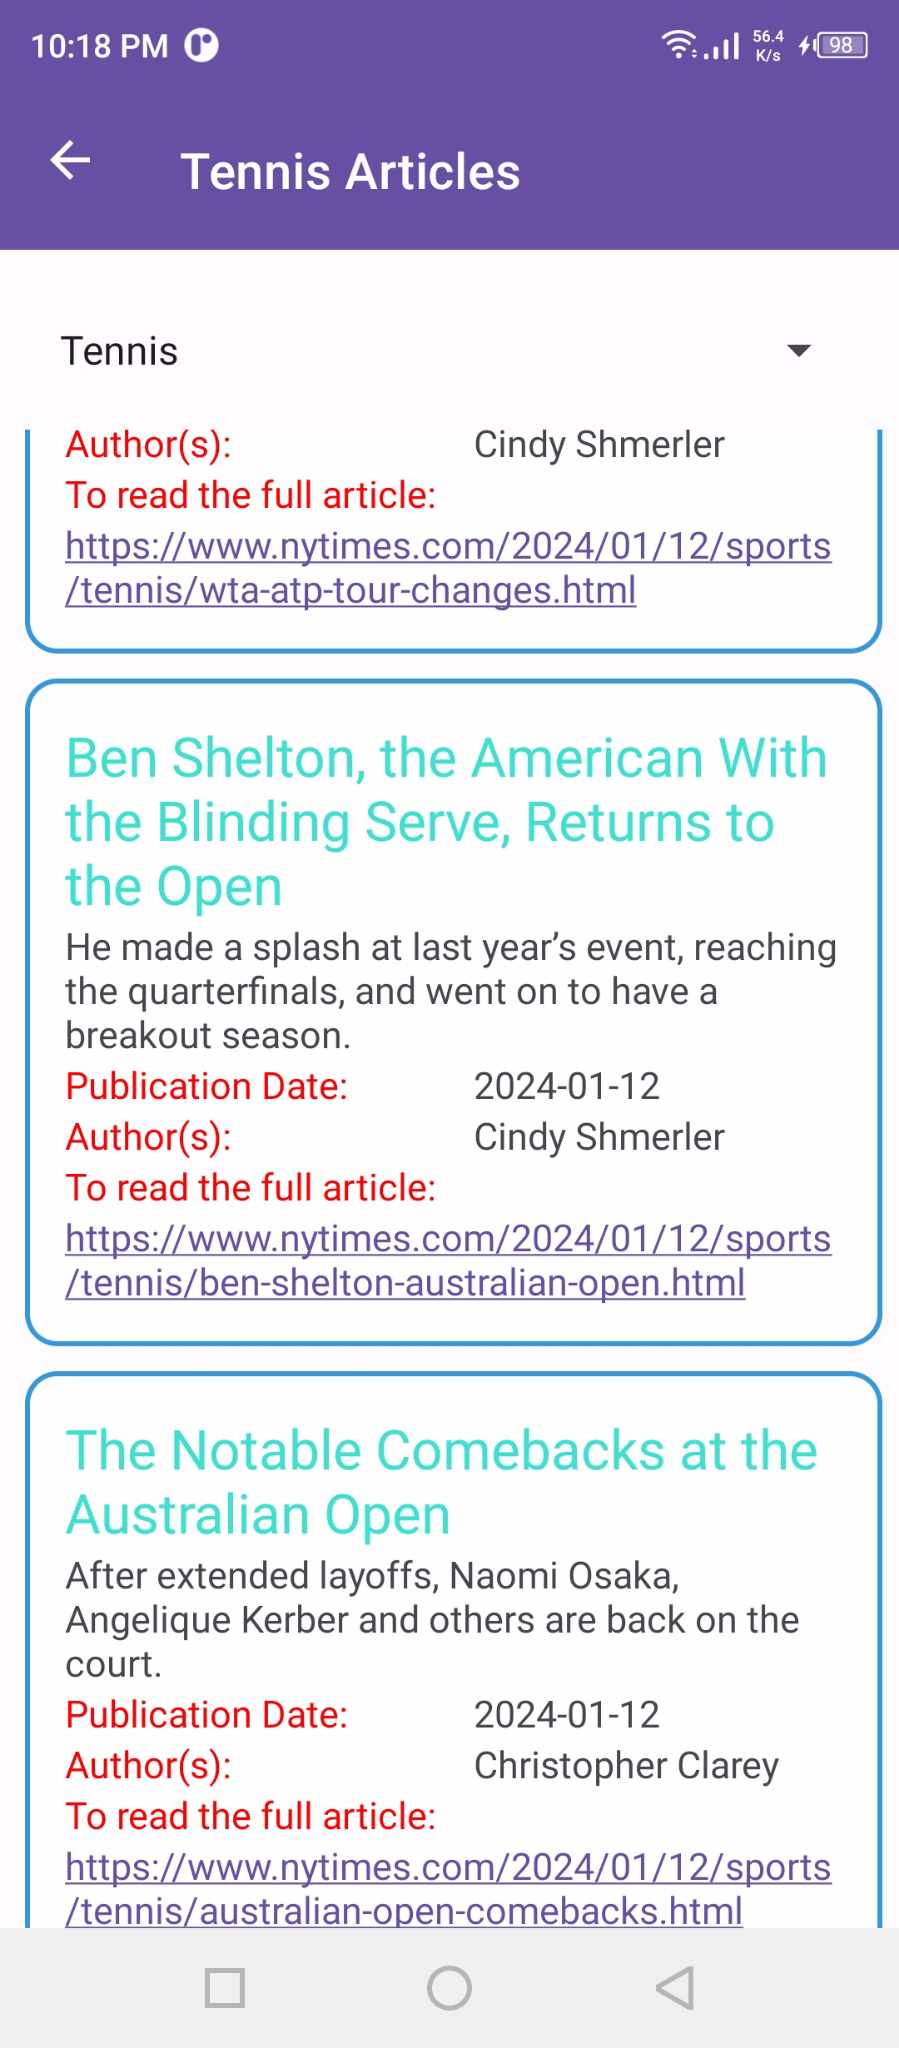 10:18 PM
56.4
K/s
98
Tennis Articles
Tennis
Author(s): Cindy Shmerler
To read the full article:
https://www.nytimes.com/2024/01/12/sports
/tennis/wta-atp-tour-changes.html
Ben Shelton, the American With
the Blinding Serve, Returns to
the Open
He made a splash at last year’s event, reaching
the quarterfinals, and went on to have a
breakout season.
Publication Date: 2024-01-12
Author(s): Cindy Shmerler
To read the full article:
https://www.nytimes.com/2024/01/12/sports
/tennis/ben-shelton-australian-open.html
The Notable Comebacks at the
Australian Open
After extended layoffs, Naomi Osaka,
Angelique Kerber and others are back on the
court.
Publication Date: 2024-01-12
Author(s): Christopher Clarey
To read the full article:
https://www.nytimes.com/2024/01/12/sports
/tennis/australian-open-comebacks.html